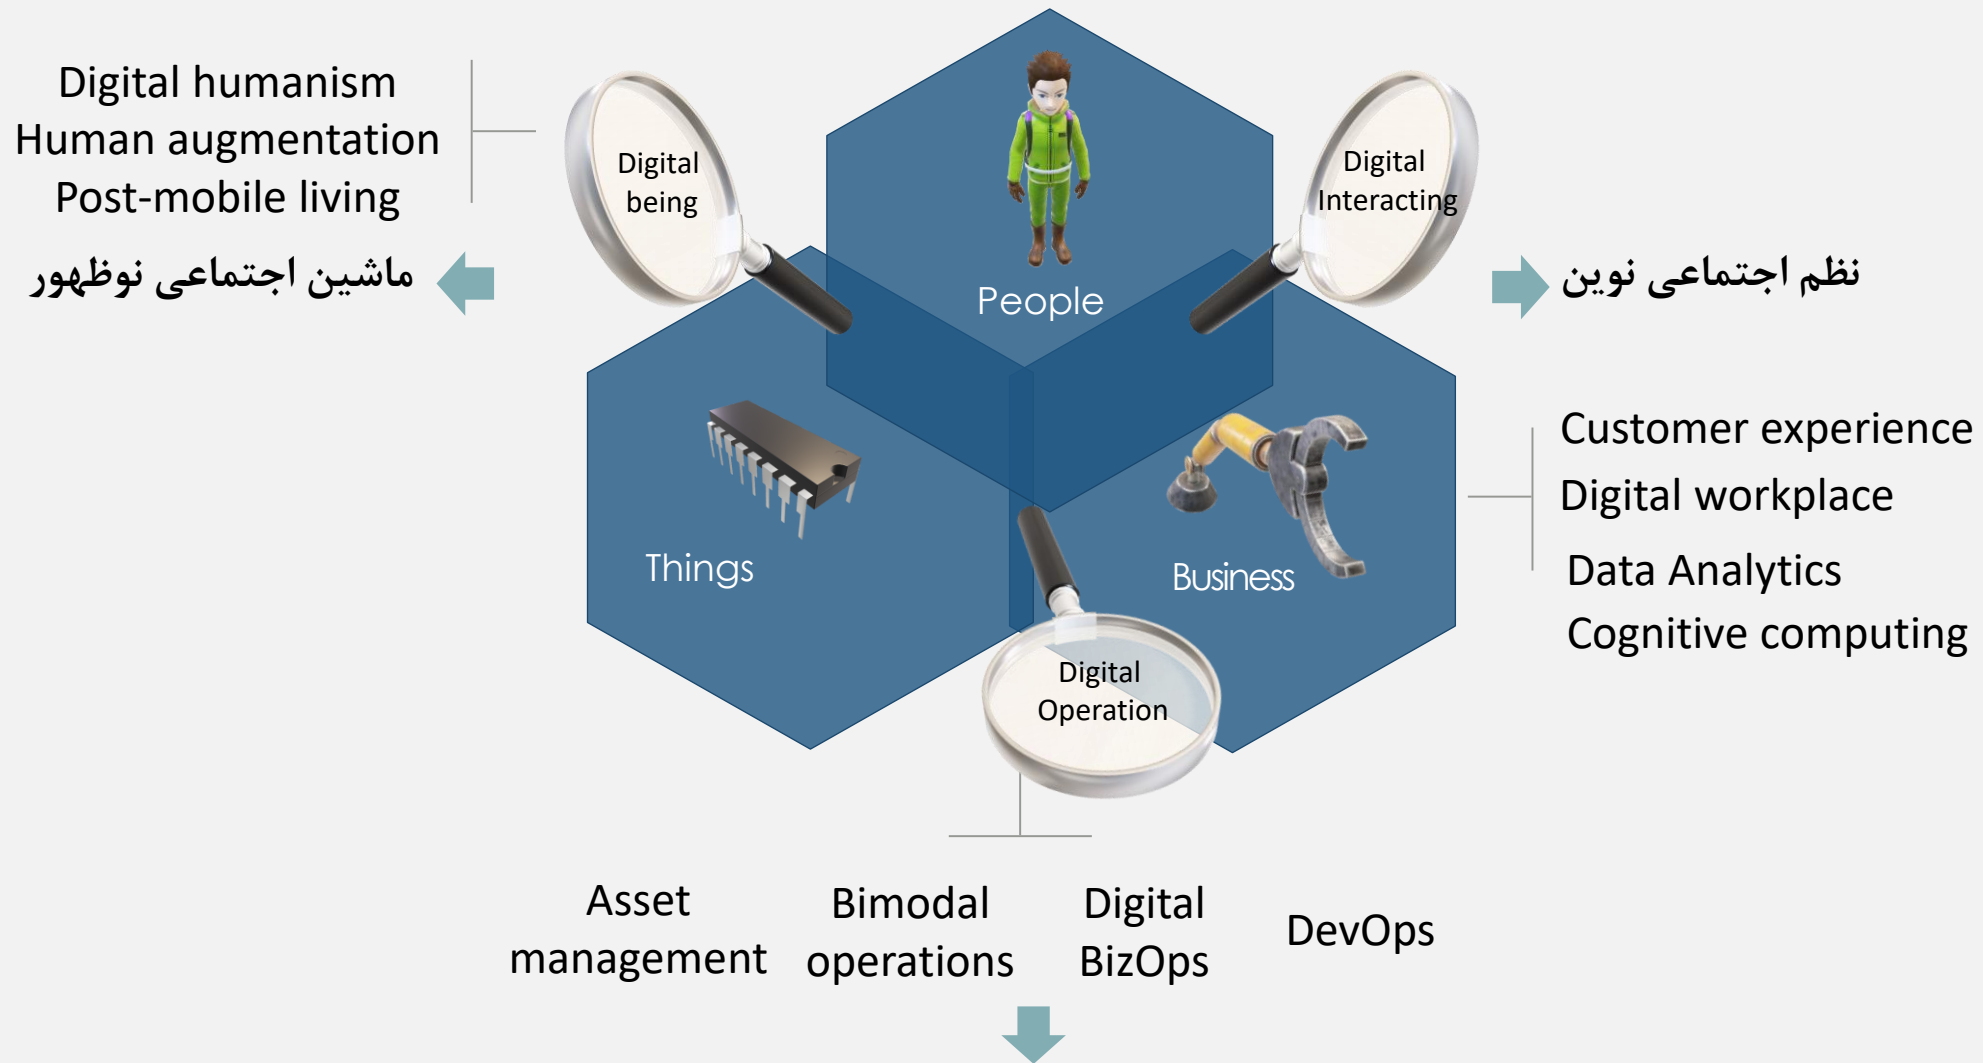 Digital humanism
Human augmentation
Post-mobile living
ماشین اجتماعی نوظهور
Digital
being
People
Digital
Interacting
نظم اجتماعی نوین
Things
Business
Customer experience
Digital workplace
Data Analytics
Cognitive computing
Digital
Operation
Asset
management
Bimodal
operations
Digital
BizOps
DevOps